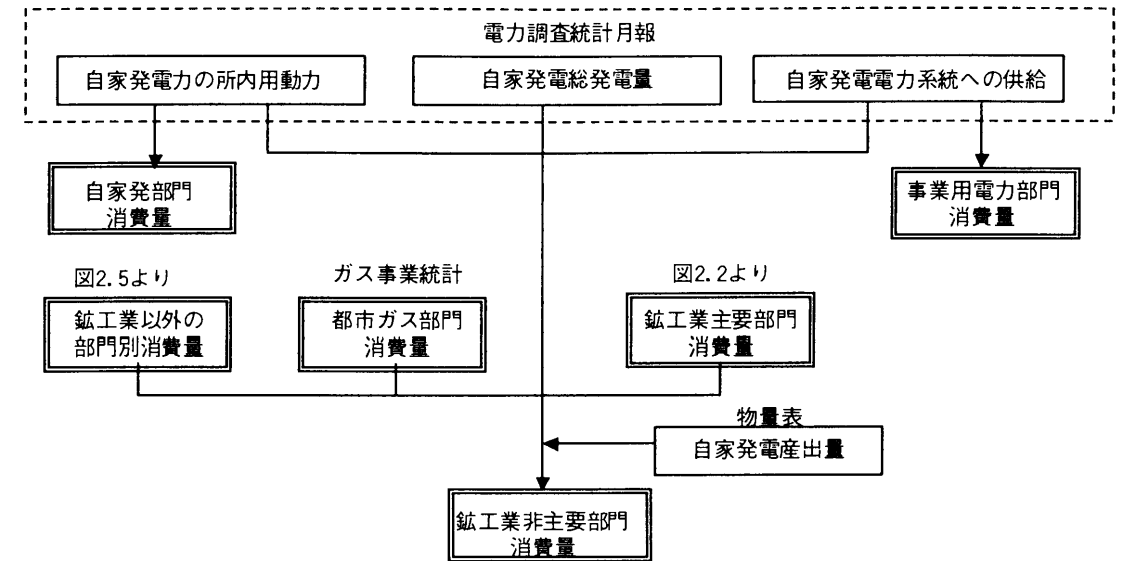 電力調査統計月報
自家発電力の所内用動力
自家発電総発電量
自家発電電力系統への供給
自家発部門
消費量
事業用電力部門
消費量
図2.5より
鉱工業以外の
部門別消費量
ガス事業統計
都市ガス部門
消費量
図2.2より
鉱工業主要部門
消費量
物量表
自家発電産出量
鉱工業非主要部門
消費量